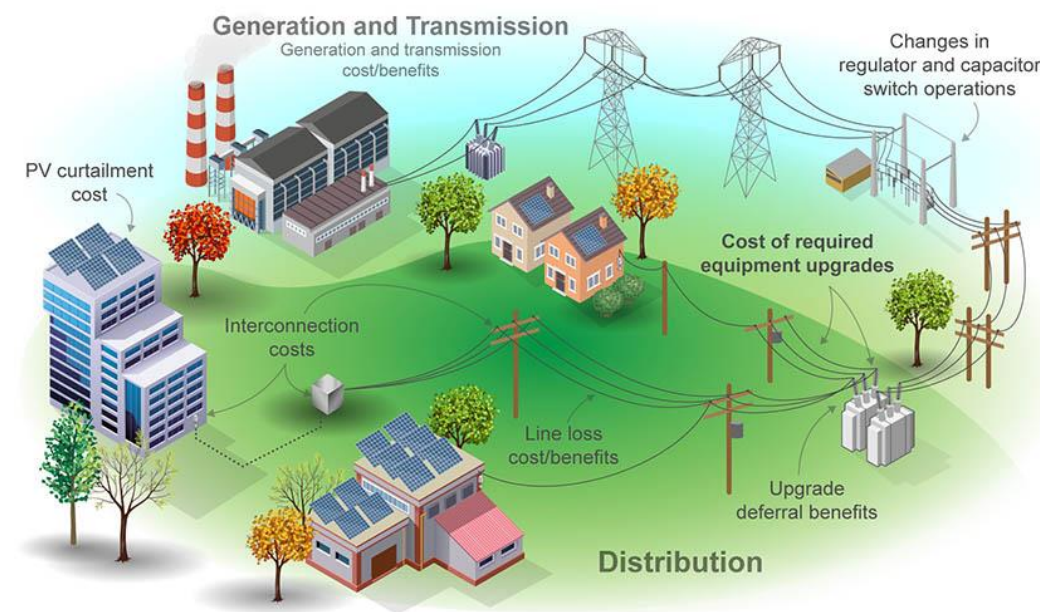 Generation and Transmission
Generation and transmission
cost/benefits
Changes in
regulator and capacitor
switch operations
PV curtailment
cost
Cost of required
equipment upgrades
Interconnection
costs
Line loss
cost/benefits
Upgrade
deferral benefits
Distribution